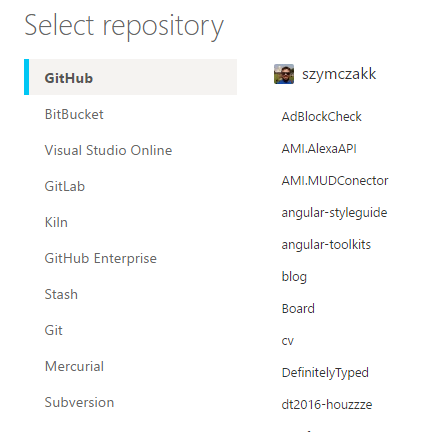 Select repository
GitHub
BitBucket
Visual Studio Online
GitLab
Kiln
GitHub Enterprise
Stash
Git
Mercurial
Subversion
szymczakk
AdBlockCheck
AMI.AlexaAPI
AMI.MUDConector
angular-styleguide
angular-toolkits
blog
Board
cv
DefinitelyTyped
dt2016-houzzze